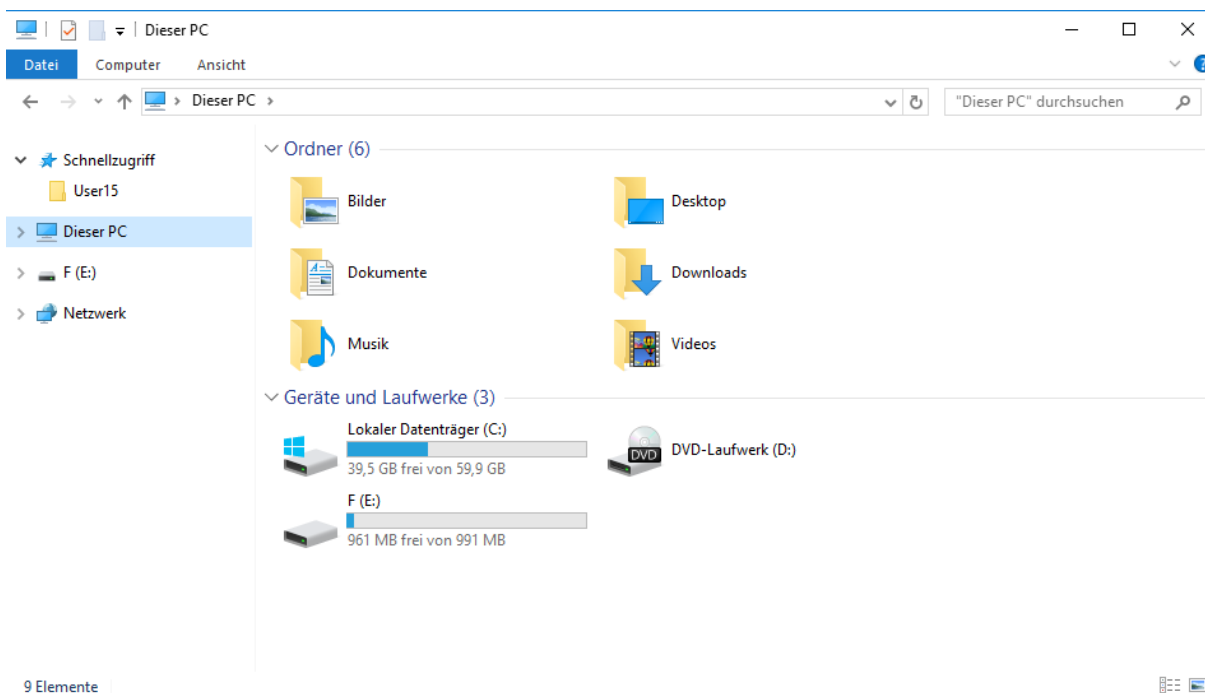 Dieser PC
Datei Computer Ansicht
Dieser PC "Dieser PC" durchsuchen
Schnellzugriff
User15
Dieser PC
F (E:)
Netzwerk
Ordner (6)
Bilder Desktop
Dokumente Downloads
Musik Videos
Geräte und Laufwerke (3)
Lokaler Datenträger (C:)
39,5 GB frei von 59,9 GB
DVD DVD-Laufwerk (D:)
F (E:)
961 MB frei von 991 MB
9 Elemente